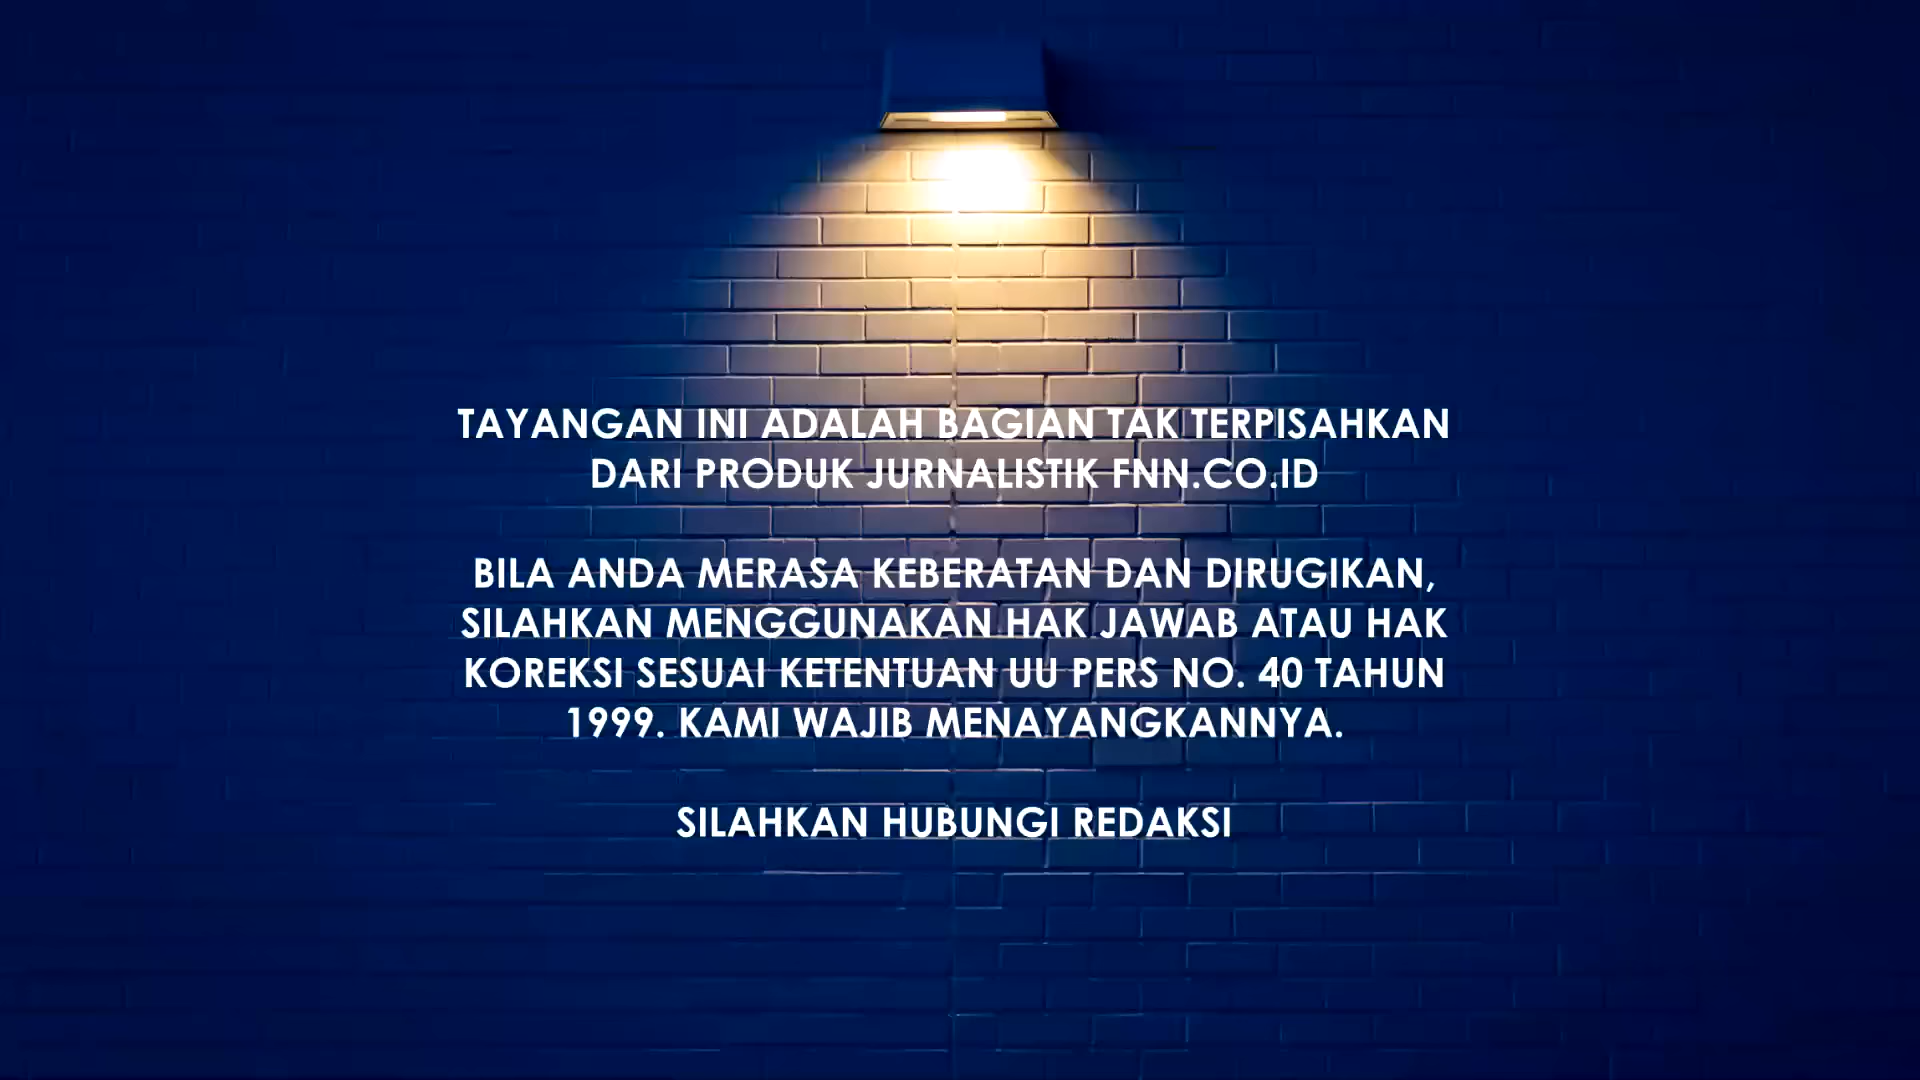 TAYANGAN INI ADALAH BAGIAN TAK TERPISAHKAN
DARI PRODUK JURNALISTIK FNN.CO.ID
BILA ANDA MERASA KEBERATAN DAN DIRUGIKAN,
SILAHKAN MENGGUNAKAN HAK JAWAB ATAU HAK
KOREKSI SESUAI KETENTUAN UU PERS NO. 40 TAHUN
1999. KAMI WAJIB MENAYANGKANNYA.
SILAHKAN HUBUNGI REDAKSI